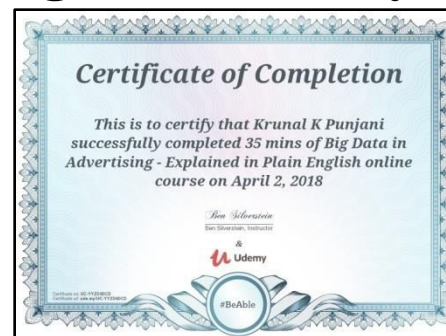 Certificate of Completion
This is to certify that Krunal K Punjani
successfully completed 35 mins of Big Data in
Advertising - Explained in Plain English online
course on April 2, 2018
Ben Silverstein
Ben Silverstein, Instructor
&
Udemy
#BeAble